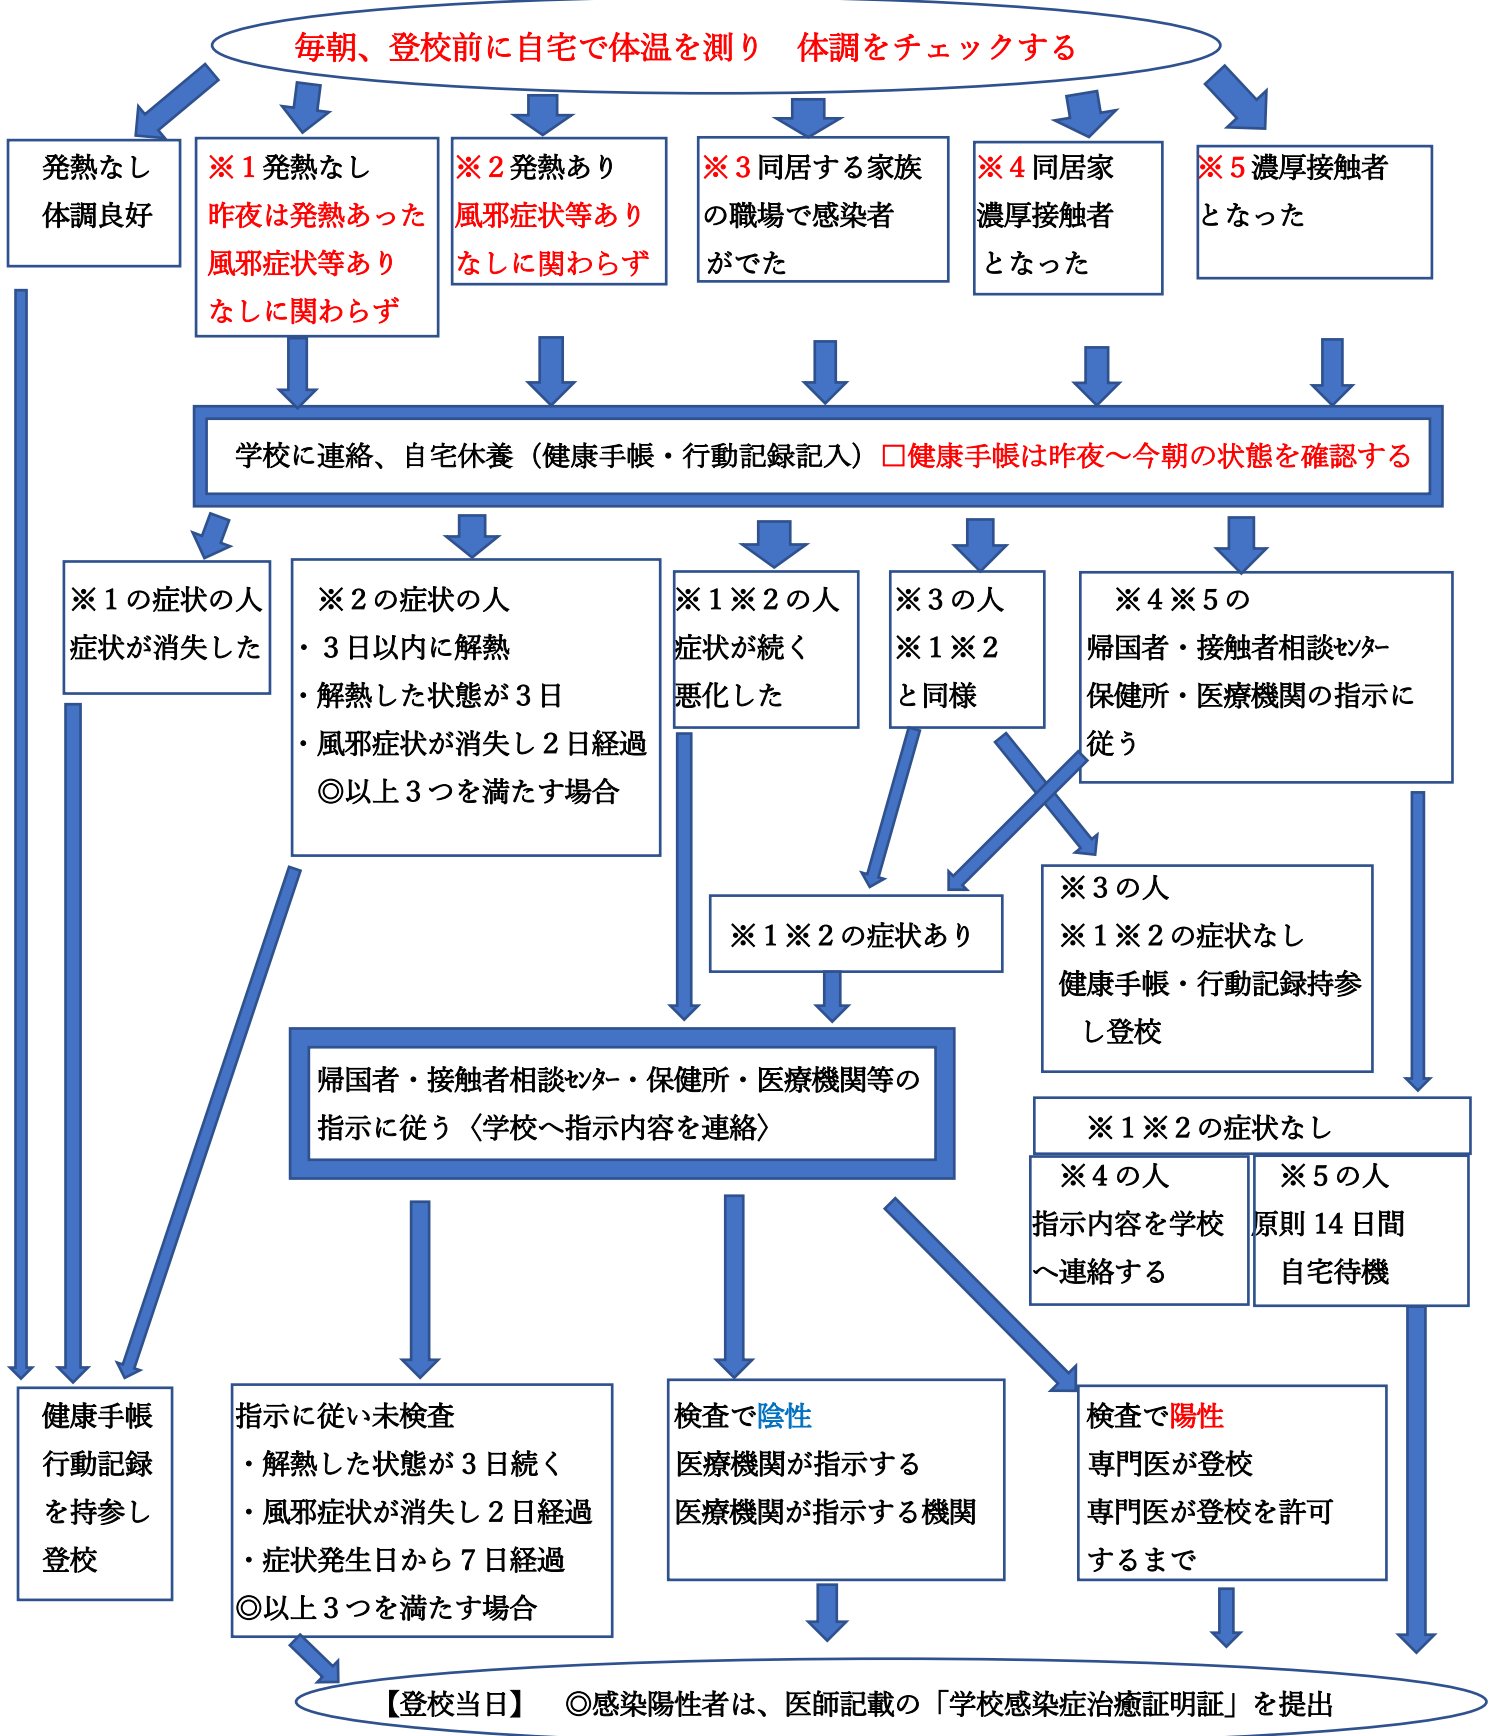 毎朝、登校前に自宅で体温を測り　体調をチェックする
発熱なし
体調良好
※１発熱なし
昨夜は発熱あった
風邪症状等あり
なしに関わらず
※２発熱あり
風邪症状等あり
なしに関わらず
※３同居する家族
の職場で感染者
がでた
※４同居家
濃厚接触者
となった
※５濃厚接触者
となった
学校に連絡、自宅休養（健康手帳・行動記録記入）□健康手帳は昨夜～今朝の状態を確認する
※１の症状の人
症状が消失した
※２の症状の人
・３日以内に解熱
・解熱した状態が３日
・風邪症状が消失し２日経過
◎以上３つを満たす場合
※１※２の人
症状が続く
悪化した
※３の人
※１※２
と同様
※４※５の
帰国者・接触者相談ｾﾝﾀｰ
保健所・医療機関の指示に
従う
※１※２の症状あり
※３の人
※１※２の症状なし
健康手帳・行動記録持参
し登校
帰国者・接触者相談ｾﾝﾀｰ・保健所・医療機関等の
指示に従う〈学校へ指示内容を連絡〉
※１※２の症状なし
※４の人
指示内容を学校
へ連絡する
※５の人
原則 14 日間
自宅待機
健康手帳
行動記録
を持参し
登校
指示に従い未検査
・解熱した状態が 3 日続く
・風邪症状が消失し２日経過
・症状発生日から７日経過
◎以上３つを満たす場合
検査で陰性
医療機関が指示する
医療機関が指示する機関
検査で陽性
専門医が登校
専門医が登校を許可
するまで
【登校当日】　◎感染陽性者は、医師記載の「学校感染症治癒証明証」を提出